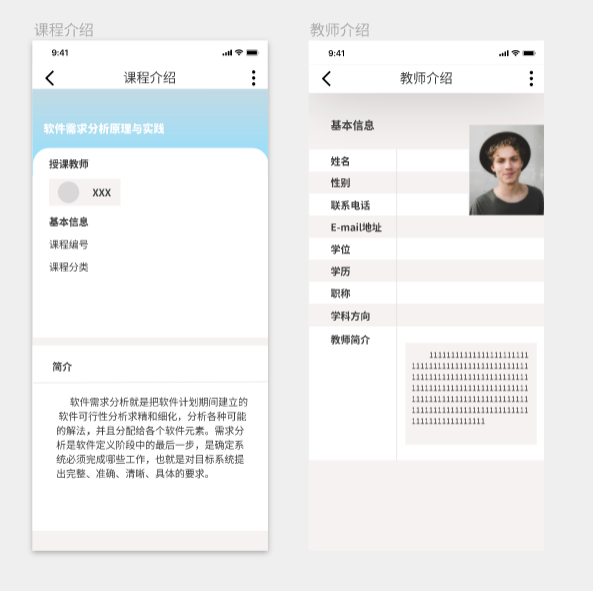 课程介绍
9:41
课程介绍
软件需求分析原理与实践
授课教师
XXX
基本信息
课程编号
课程分类
简介
软件需求分析就是把软件计划期间建立的
软件可行性分析求精和细化，分析各种可能
的解法，并且分配给各个软件元素。需求分
析是软件定义阶段中的最后一步，是确定系
统必须完成哪些工作，也就是对目标系统提
出完整、准确、清晰、具体的要求。
教师介绍
9:41
教师介绍
基本信息
姓名
性别
联系电话
E-mail地址
学位
学历
职称
学科方向
教师简介